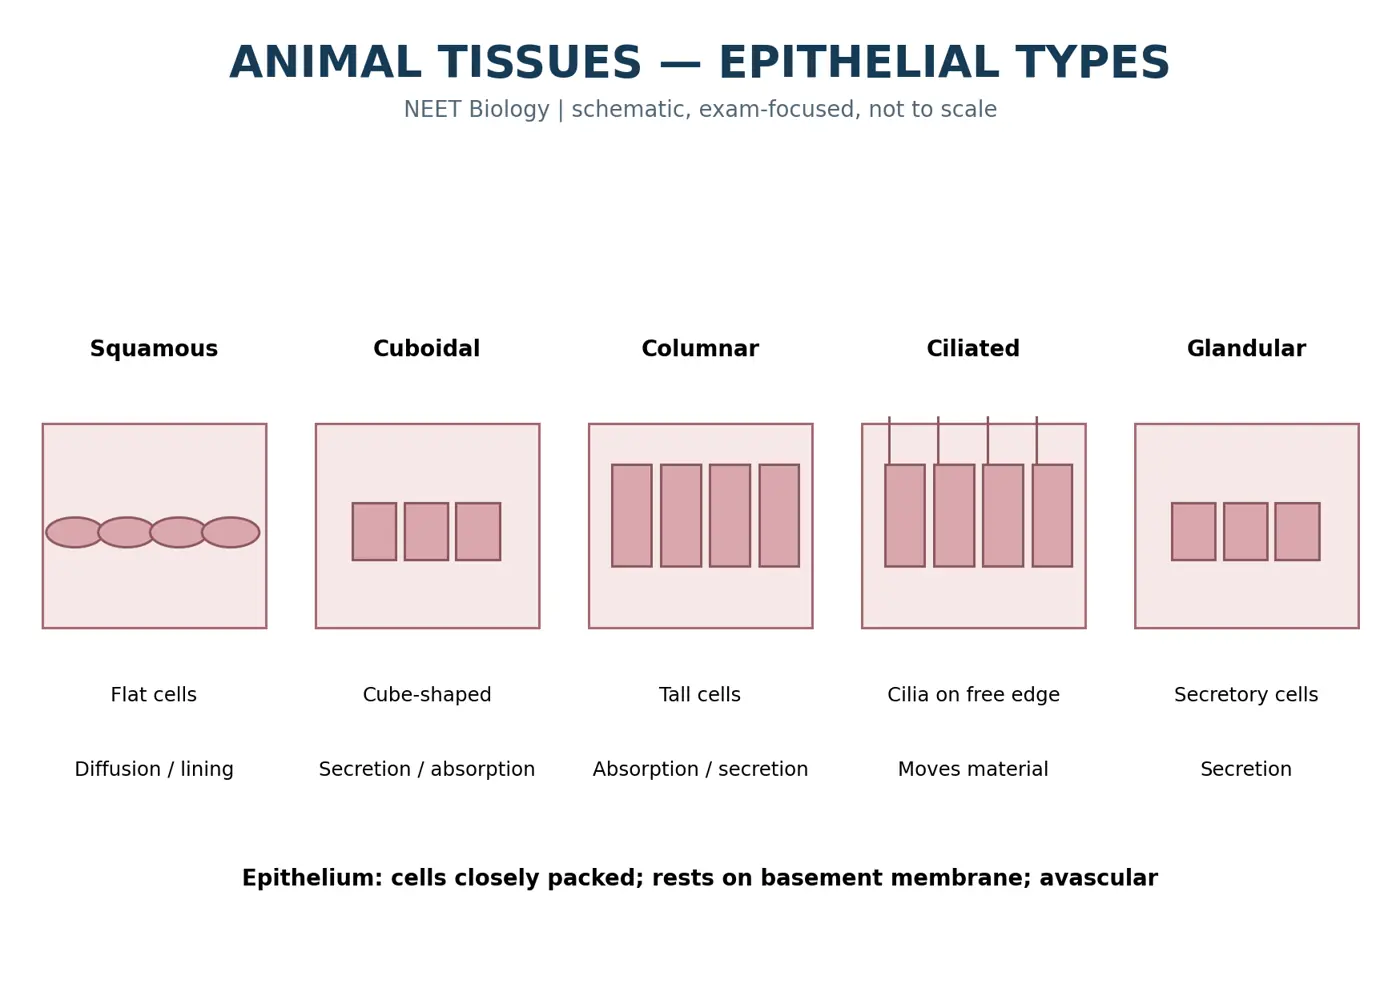 ANIMAL TISSUES — EPITHELIAL TYPES
NEET Biology | schematic, exam-focused, not to scale
Squamous
Cuboidal
Columnar
Ciliated
Glandular
Flat cells
Cube-shaped
Tall cells
Cilia on free edge
Secretory cells
Diffusion / lining
Secretion / absorption
Absorption / secretion
Moves material
Secretion
Epithelium: cells closely packed; rests on basement membrane; avascular